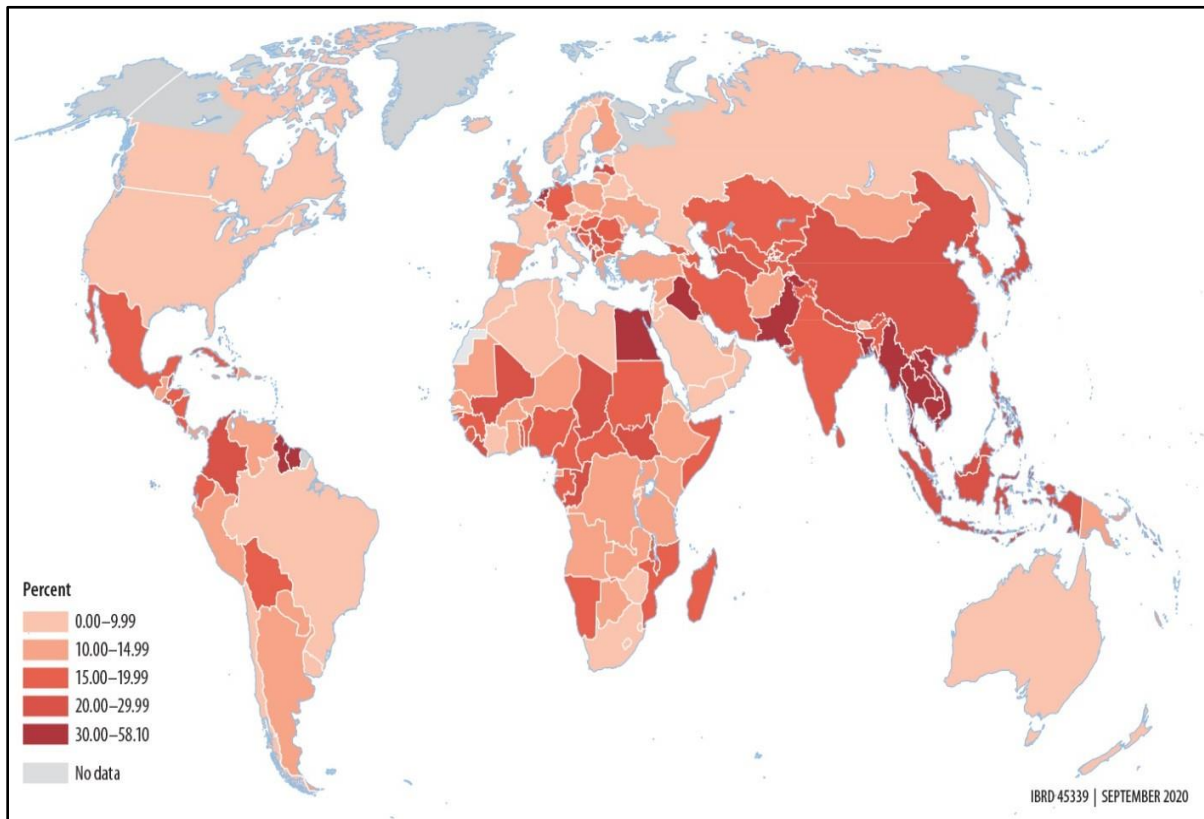 Percent
0.00–9.99
10.00–14.99
15.00–19.99
20.00–29.99
30.00–58.10
No data
IBRD 45339 | SEPTEMBER 2020